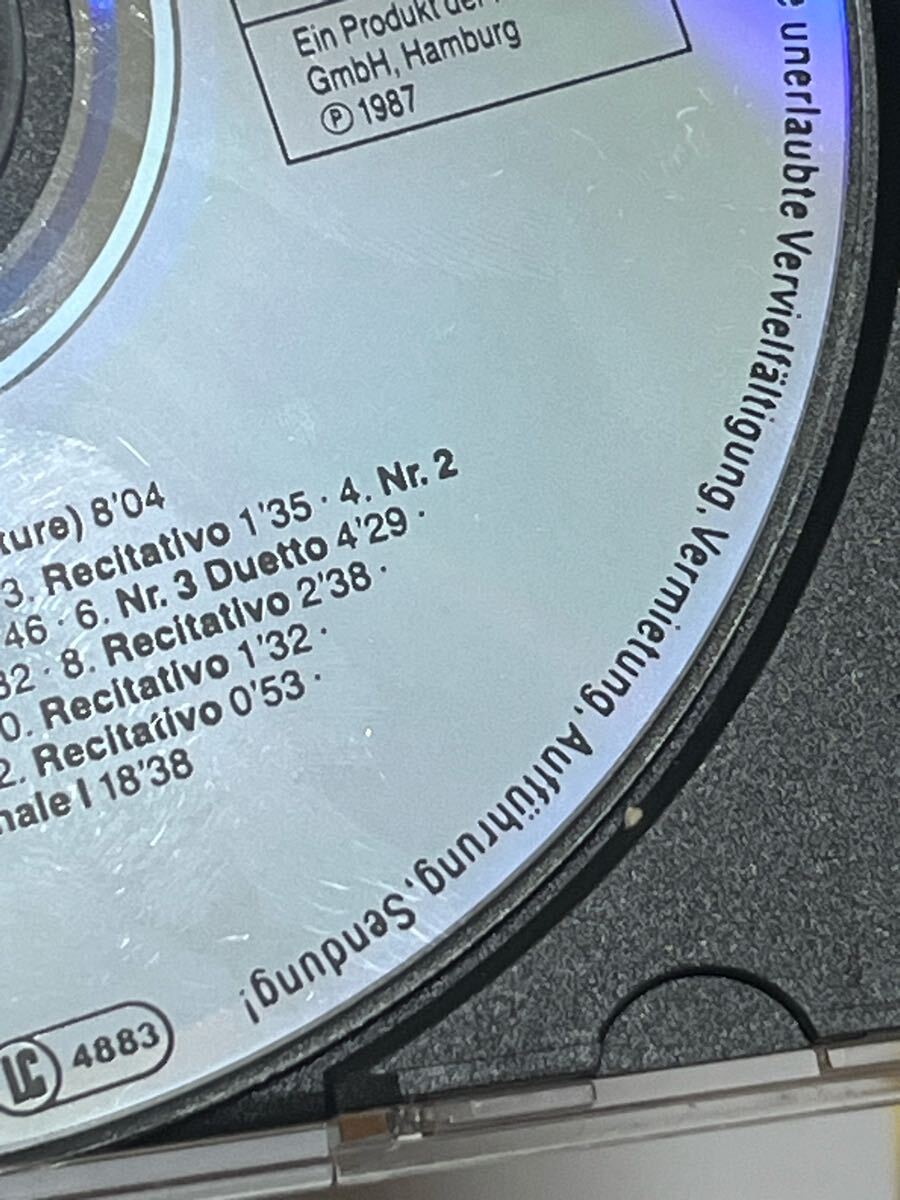 Ein Produkt der
GmbH, Hamburg
Ⓟ 1987
unerlaubte Vervielfältigung, Vermietung, Aufführung, Sendung!
ture) 8'04
3. Recitativo 1'35 · 4. Nr. 2
46 · 6. Nr. 3 Duetto 4'29 ·
32 · 8. Recitativo 2'38 ·
0. Recitativo 1'32 ·
2. Recitativo 0'53 ·
nale I 18'38
LC 4883